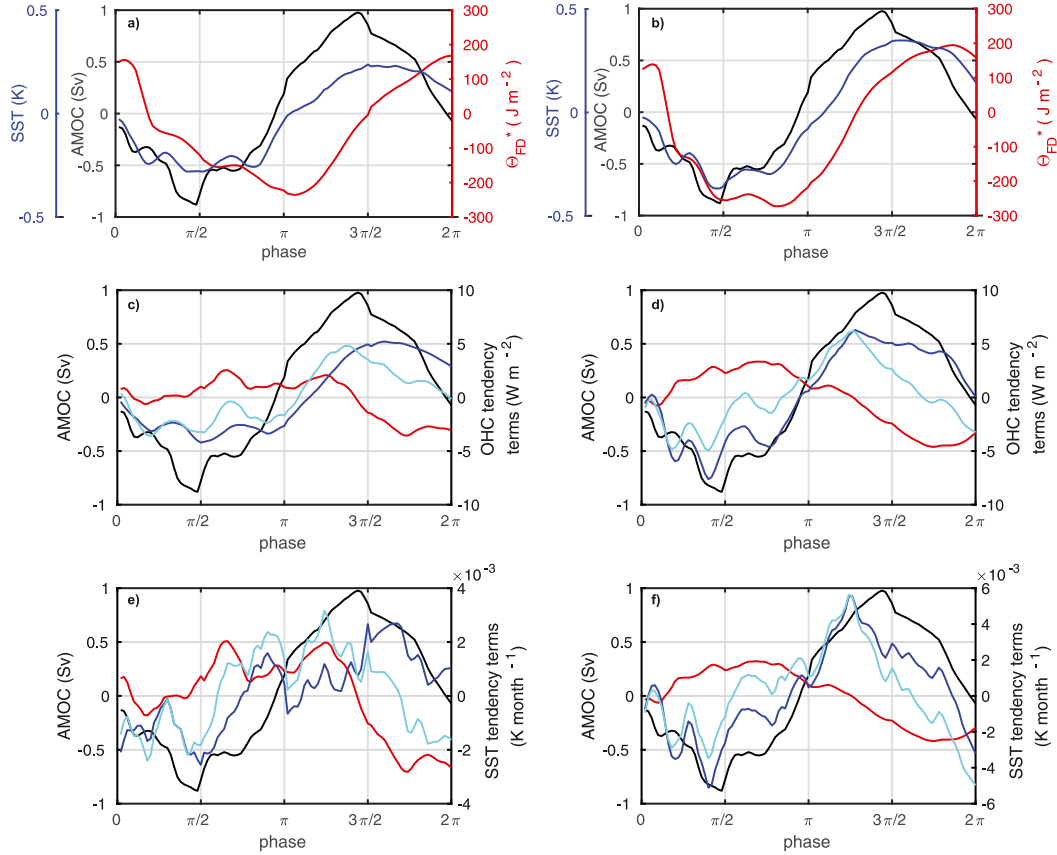 a)
0.5
0
-0.5
SST (K)
1
0.5
0
-0.5
-1
AMOC (Sv)
300
200
100
0
-100
-200
-300
Θ_FD* ( J m⁻²)
0 π/2 π 3π/2 2π
phase
b)
0.5
0
-0.5
SST (K)
1
0.5
0
-0.5
-1
AMOC (Sv)
300
200
100
0
-100
-200
-300
Θ_FD* ( J m⁻²)
0 π/2 π 3π/2 2π
phase
c)
1
0.5
0
-0.5
-1
AMOC (Sv)
10
5
0
-5
-10
OHC tendency
terms (W m⁻²)
0 π/2 π 3π/2 2π
phase
d)
1
0.5
0
-0.5
-1
AMOC (Sv)
10
5
0
-5
-10
OHC tendency
terms (W m⁻²)
0 π/2 π 3π/2 2π
phase
e)
1
0.5
0
-0.5
-1
AMOC (Sv)
×10⁻³
4
2
0
-2
-4
SST tendency terms
(K month⁻¹)
0 π/2 π 3π/2 2π
phase
f)
1
0.5
0
-0.5
-1
AMOC (Sv)
×10⁻³
6
4
2
0
-2
-4
-6
SST tendency terms
(K month⁻¹)
0 π/2 π 3π/2 2π
phase